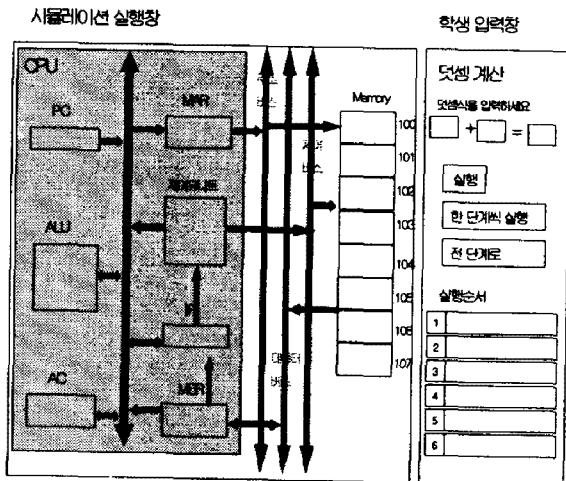 시뮬레이션 실행창
학생 입력창
CPU
PC
MAR
ALU
AC
MBR
버스
제어
버스
데이터
버스
Memory
100
101
102
103
104
105
106
107
덧셈 계산
덧셈식을 입력하세요
+ =
실행
한 단계씩 실행
전 단계로
실행순서
1
2
3
4
5
6